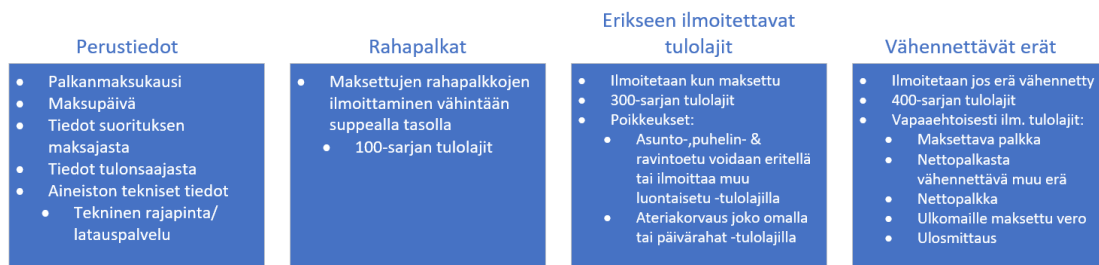 Perustiedot
• Palkanmaksukausi
• Maksupäivä
• Tiedot suorituksen
maksajasta
• Tiedot tulonsaajasta
• Aineiston tekniset tiedot
• Tekninen rajapinta/
latauspalvelu
Rahapalkat
• Maksettujen rahapalkkojen
ilmoittaminen vähintään
suppealla tasolla
• 100-sarjan tulolajit
Erikseen ilmoitettavat
tulolajit
• Ilmoitetaan kun maksettu
• 300-sarjan tulolajit
• Poikkeukset:
• Asunto-,puhelin- &
ravintoetu voidaan eritellä
tai ilmoittaa muu
luontaisetu -tulolajilla
• Ateriakorvaus joko omalla
tai päivärahat -tulolajilla
Vähennettävät erät
• Ilmoitetaan jos erä vähennetty
• 400-sarjan tulolajit
• Vapaaehtoisesti ilm. tulolajit:
• Maksettava palkka
• Nettopalkasta
vähennettävä muu erä
• Nettopalkka
• Ulkomaille maksettu vero
• Ulosmittaus